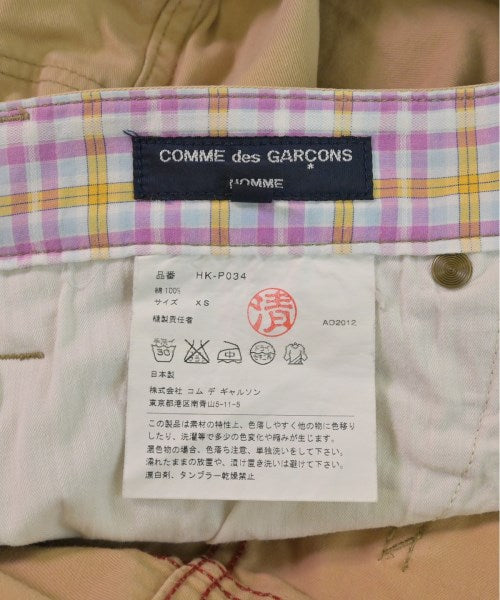 COMME des GARÇONS
*
HOMME
品番 HK-P034
綿100%
サイズ XS
縫製責任者
清
AD2012
30
日本製
株式会社 コム デ ギャルソン
東京都港区南青山5-11-5
この製品は素材の特性上、色落しやすく他の物に色移り
したり、洗濯等で多少の色変化や縮みが生じます。
濃色物の場合、色落ち注意、単独洗いをして下さい。
濡れたままの放置や、漬け置き洗いは避けて下さい。
漂白剤、タンブラー乾燥禁止！